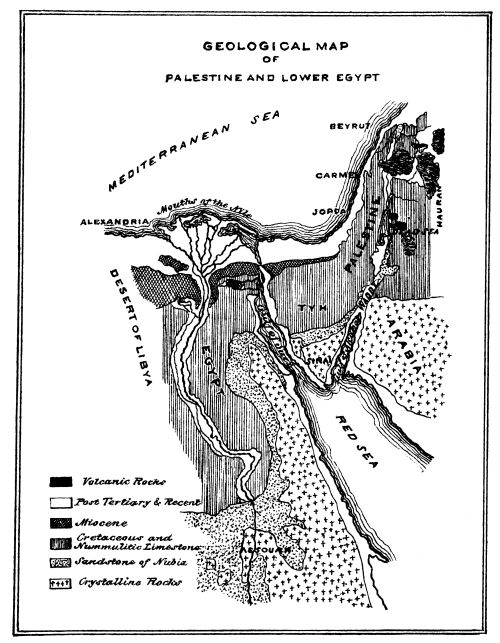 GEOLOGICAL MAP
OF
PALESTINE AND LOWER EGYPT
MEDITERRANEAN SEA
BEYRUT
CARMEL
JOPPA
HAURAN
PALESTINE
DEAD SEA
Mouths of the Nile
ALEXANDRIA
DESERT OF LIBYA
TYH
EGYPT
SINAI
ARABIA
RED SEA
ASSOUAN
Volcanic Rocks
Post Tertiary & Recent
Miocene
Cretaceous and
Nummulitic Limestone
Sandstone of Nubia
Crystalline Rocks